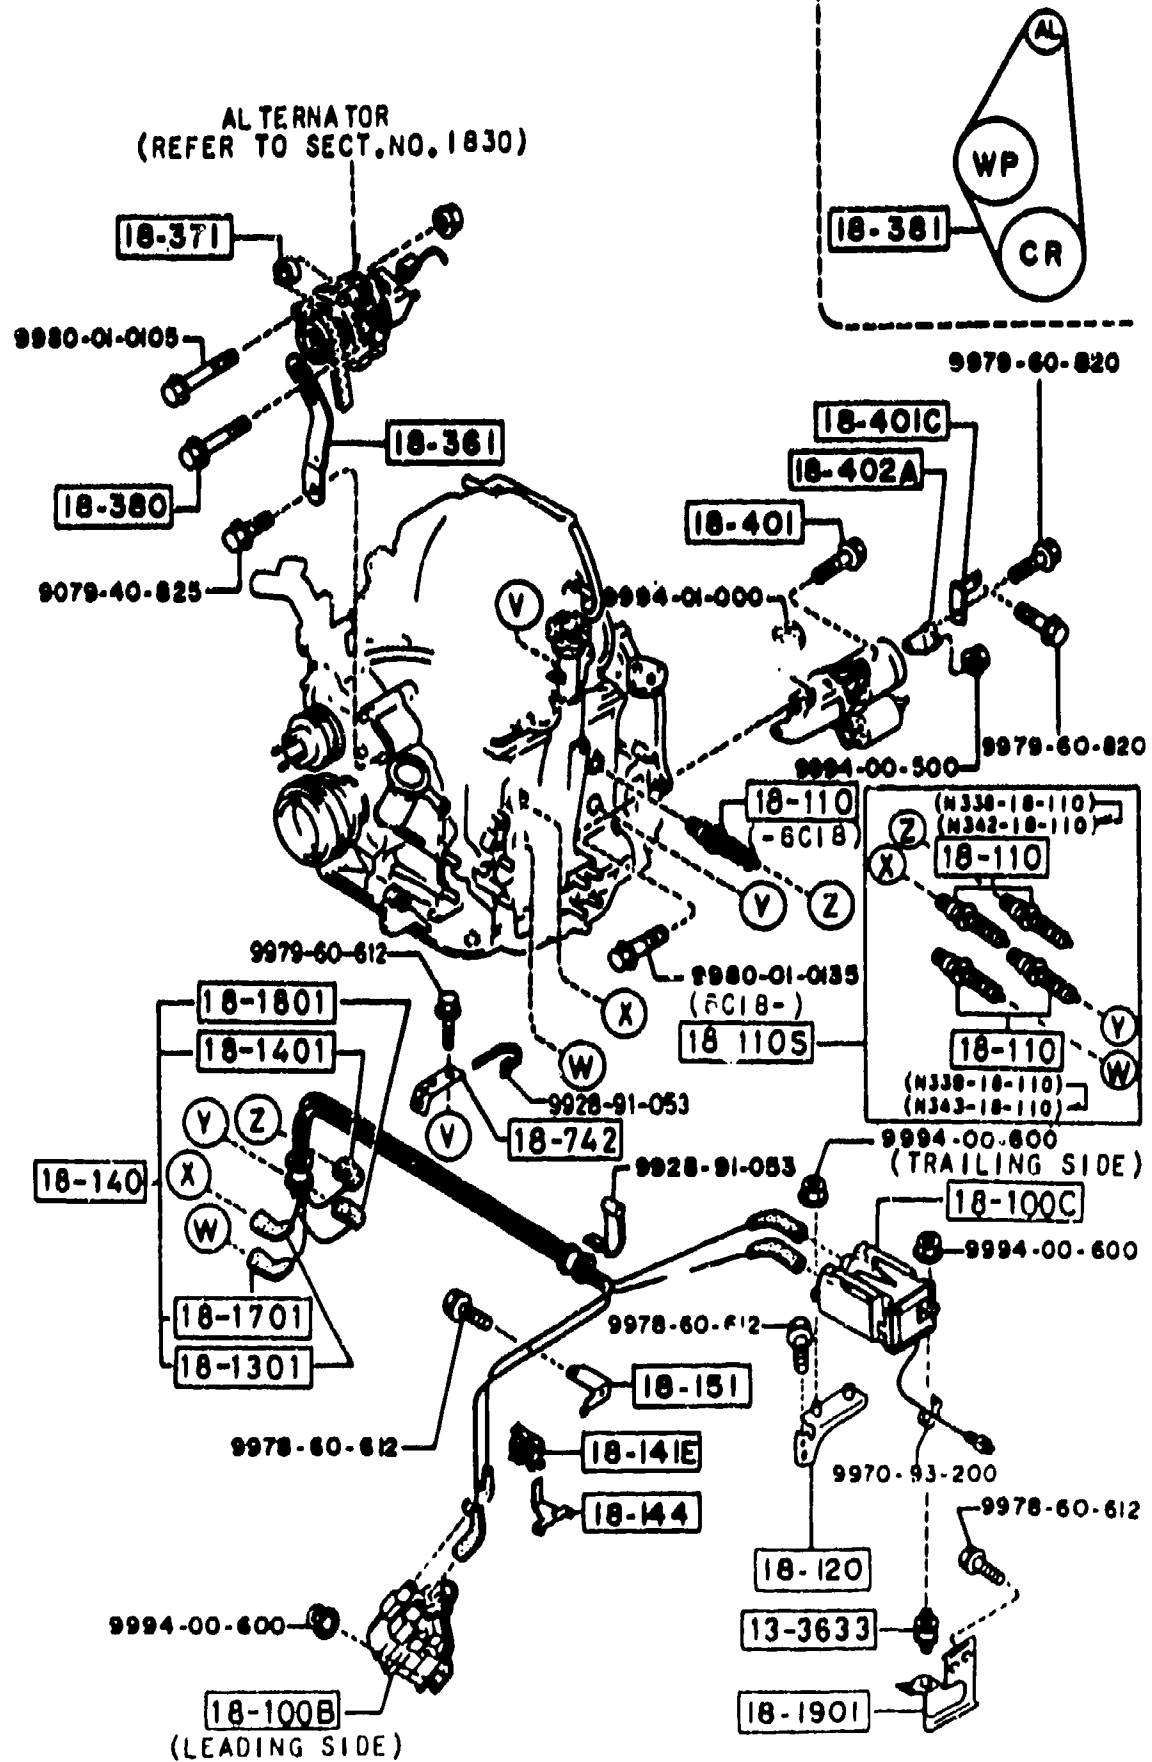 AL
WP
CR
18-381
ALTERNATOR
(REFER TO SECT.NO.1830)
18-371
9980-01-0105
18-361
18-380
9079-40-825
9979-60-820
18-401C
18-402A
18-401
9994-01-000
V
9979-60-820
9994-00-500
18-110
(-6C18)
Y
Z
(N338-18-110)
(N342-18-110)
Z
X
18-110
Y
W
18-110
(N338-18-110)
(N343-18-110)
9980-01-0135
(6C18-)
18 110S
X
W
9979-60-612
9928-91-053
V
18-742
18-1801
18-1401
Y
Z
X
W
18-140
18-1701
18-1301
9928-91-053
9994-00-600
(TRAILING SIDE)
18-100C
9994-00-600
9978-60-612
18-151
9978-60-612
18-141E
18-144
9970-93-200
9978-60-612
18-120
13-3633
18-1901
9994-00-600
18-100B
(LEADING SIDE)